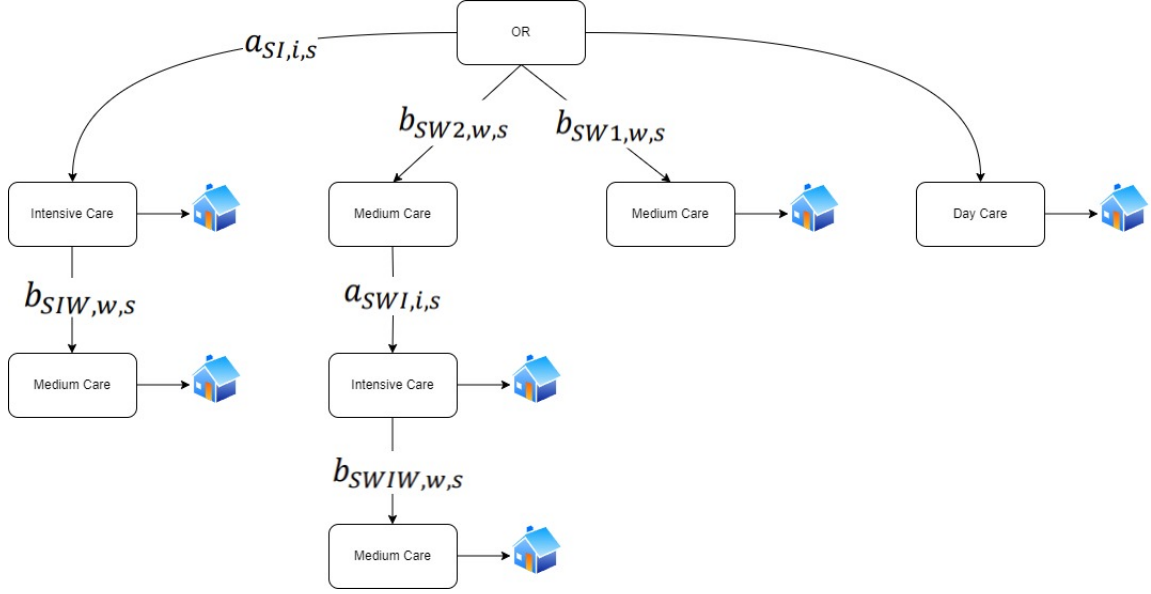 OR
a_{SI,i,s}
b_{SW2,w,s}
b_{SW1,w,s}
Intensive Care
Medium Care
Medium Care
Day Care
b_{SIW,w,s}
a_{SWI,i,s}
Medium Care
Intensive Care
b_{SWIW,w,s}
Medium Care